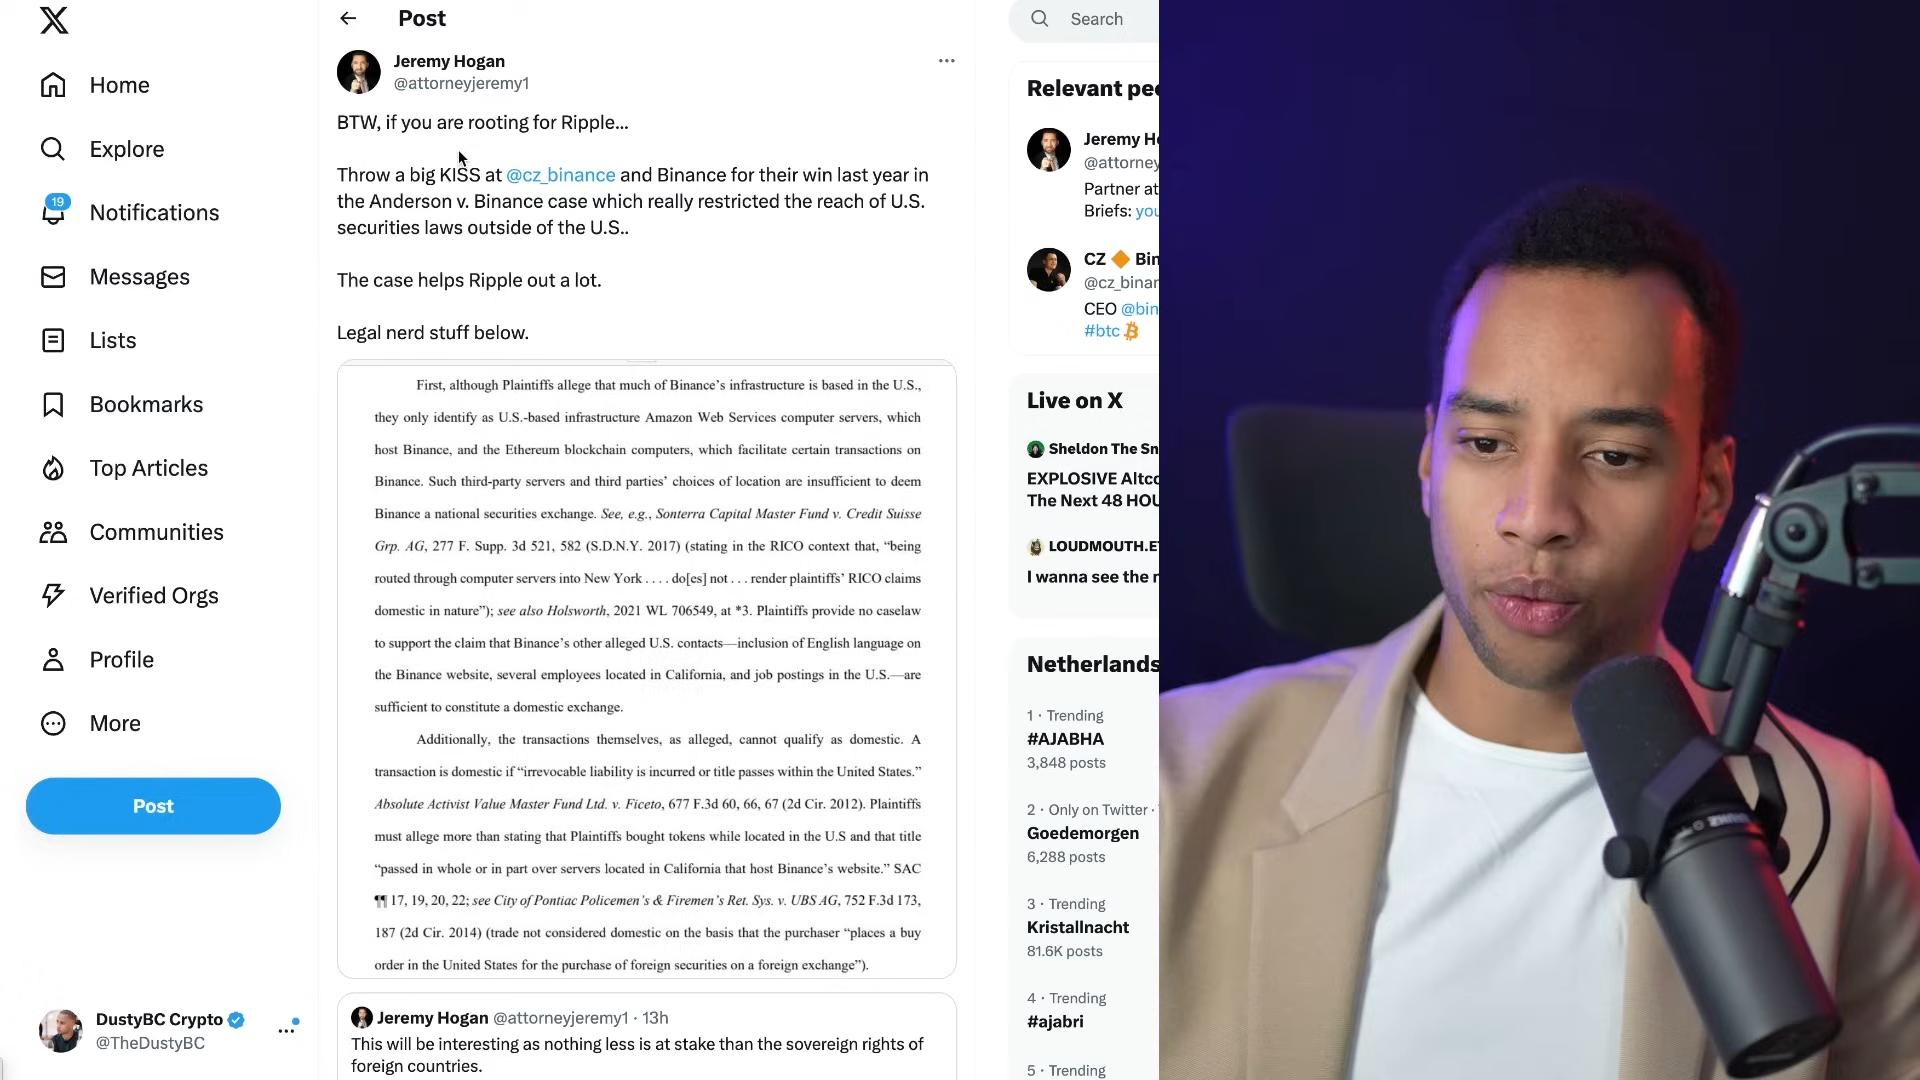 Home
Explore
19
Notifications
Messages
Lists
Bookmarks
Top Articles
Communities
Verified Orgs
Profile
More
Post
DustyBC Crypto
@TheDustyBC
Post
Jeremy Hogan
@attorneyjeremy1
BTW, if you are rooting for Ripple...
Throw a big KISS at @cz_binance and Binance for their win last year in
the Anderson v. Binance case which really restricted the reach of U.S.
securities laws outside of the U.S..
The case helps Ripple out a lot.
Legal nerd stuff below.
First, although Plaintiffs allege that much of Binance’s infrastructure is based in the U.S.,
they only identify as U.S.-based infrastructure Amazon Web Services computer servers, which
host Binance, and the Ethereum blockchain computers, which facilitate certain transactions on
Binance. Such third-party servers and third parties’ choices of location are insufficient to deem
Binance a national securities exchange. See, e.g., Sonterra Capital Master Fund v. Credit Suisse
Grp. AG, 277 F. Supp. 3d 521, 582 (S.D.N.Y. 2017) (stating in the RICO context that, “being
routed through computer servers into New York . . . . do[es] not . . . render plaintiffs’ RICO claims
domestic in nature”); see also Holsworth, 2021 WL 706549, at *3. Plaintiffs provide no caselaw
to support the claim that Binance’s other alleged U.S. contacts—inclusion of English language on
the Binance website, several employees located in California, and job postings in the U.S.—are
sufficient to constitute a domestic exchange.
Additionally, the transactions themselves, as alleged, cannot qualify as domestic. A
transaction is domestic if “irrevocable liability is incurred or title passes within the United States.”
Absolute Activist Value Master Fund Ltd. v. Ficeto, 677 F.3d 60, 66, 67 (2d Cir. 2012). Plaintiffs
must allege more than stating that Plaintiffs bought tokens while located in the U.S and that title
“passed in whole or in part over servers located in California that host Binance’s website.” SAC
¶¶ 17, 19, 20, 22; see City of Pontiac Policemen’s & Firemen’s Ret. Sys. v. UBS AG, 752 F.3d 173,
187 (2d Cir. 2014) (trade not considered domestic on the basis that the purchaser “places a buy
order in the United States for the purchase of foreign securities on a foreign exchange”).
Jeremy Hogan @attorneyjeremy1 · 13h
This will be interesting as nothing less is at stake than the sovereign rights of
foreign countries.
Search
Relevant pe
Jeremy H
@attorney
Partner at
Briefs: you
CZ Bin
@cz_binan
CEO @bin
#btc
Live on X
Sheldon The Sn
EXPLOSIVE Altco
The Next 48 HOU
LOUDMOUTH.E
I wanna see the
Netherlands
1 · Trending
#AJABHA
3,848 posts
2 · Only on Twitter ·
Goedemorgen
6,288 posts
3 · Trending
Kristallnacht
81.6K posts
4 · Trending
#ajabri
5 · Trending